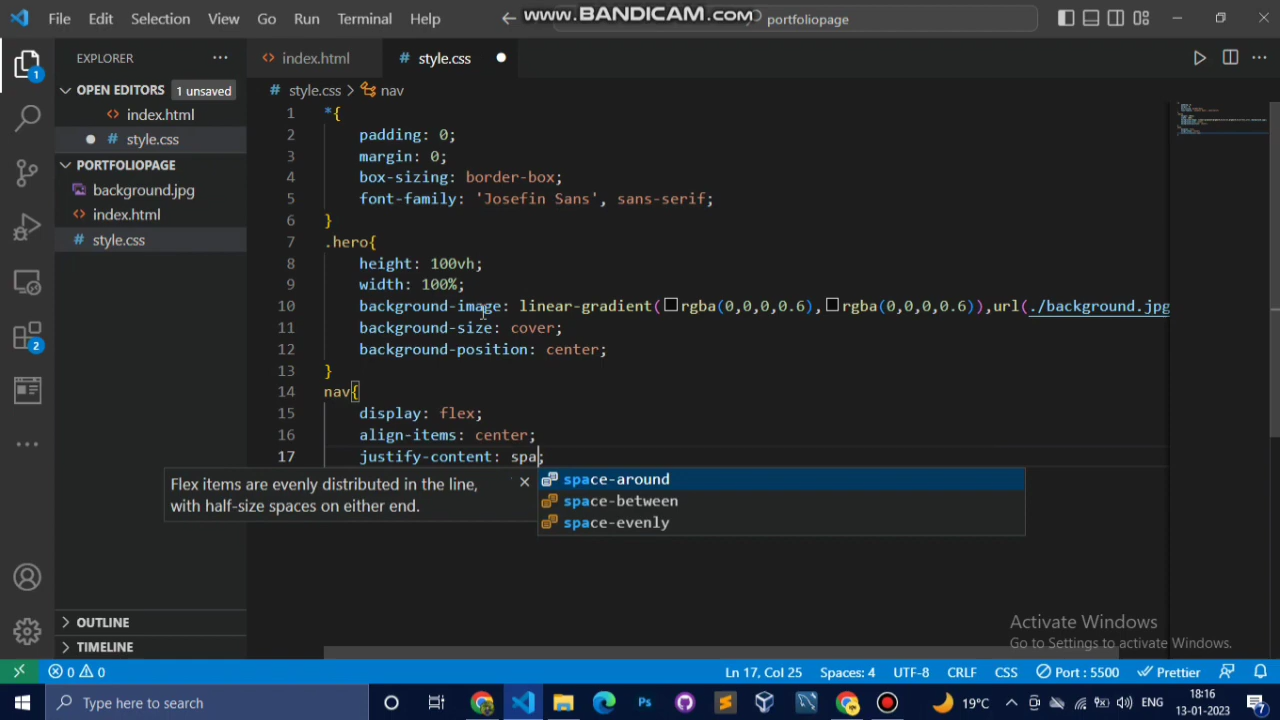 www.BANDICAM.com
File Edit Selection View Go Run Terminal Help
portfoliopage
EXPLORER
index.html
# style.css
OPEN EDITORS 1 unsaved
index.html
# style.css
PORTFOLIOPAGE
background.jpg
index.html
# style.css
OUTLINE
TIMELINE
1
2
# style.css > nav
1 *{
2 padding: 0;
3 margin: 0;
4 box-sizing: border-box;
5 font-family: 'Josefin Sans', sans-serif;
6 }
7 .hero{
8 height: 100vh;
9 width: 100%;
10 background-image: linear-gradient(rgba(0,0,0,0.6),rgba(0,0,0,0.6)),url(./background.jpg
11 background-size: cover;
12 background-position: center;
13 }
14 nav{
15 display: flex;
16 align-items: center;
17 justify-content: spa;
Flex items are evenly distributed in the line,
with half-size spaces on either end.
space-around
space-between
space-evenly
Activate Windows
Go to Settings to activate Windows.
0 0
Ln 17, Col 25 Spaces: 4 UTF-8 CRLF CSS Port : 5500 Prettier
Type here to search
Ps
19°C
ENG
18:16
13-01-2023
7